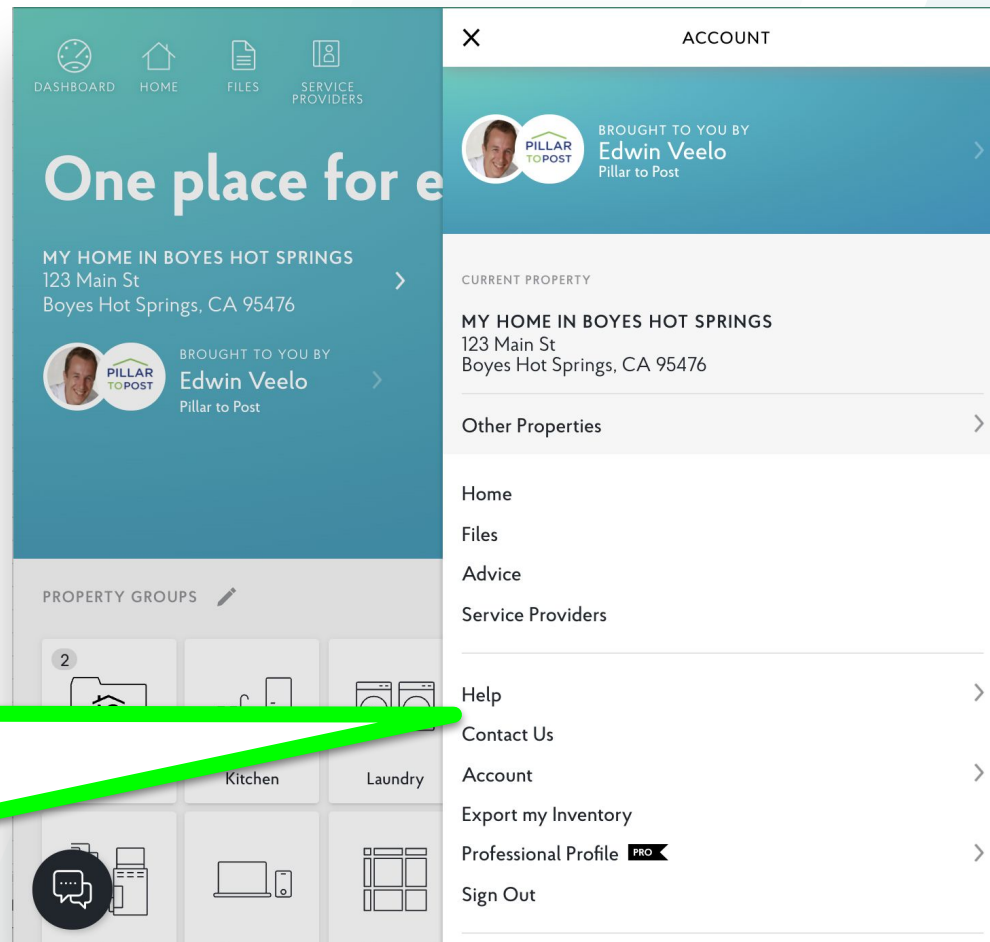 DASHBOARD
HOME
FILES
SERVICE
PROVIDERS
One place for e
MY HOME IN BOYES HOT SPRINGS
123 Main St
Boyes Hot Springs, CA 95476
PILLAR
TO POST
BROUGHT TO YOU BY
Edwin Veelo
Pillar to Post
PROPERTY GROUPS
2
Kitchen
Laundry
ACCOUNT
PILLAR
TO POST
BROUGHT TO YOU BY
Edwin Veelo
Pillar to Post
CURRENT PROPERTY
MY HOME IN BOYES HOT SPRINGS
123 Main St
Boyes Hot Springs, CA 95476
Other Properties
Home
Files
Advice
Service Providers
Help
Contact Us
Account
Export my Inventory
Professional Profile PRO
Sign Out